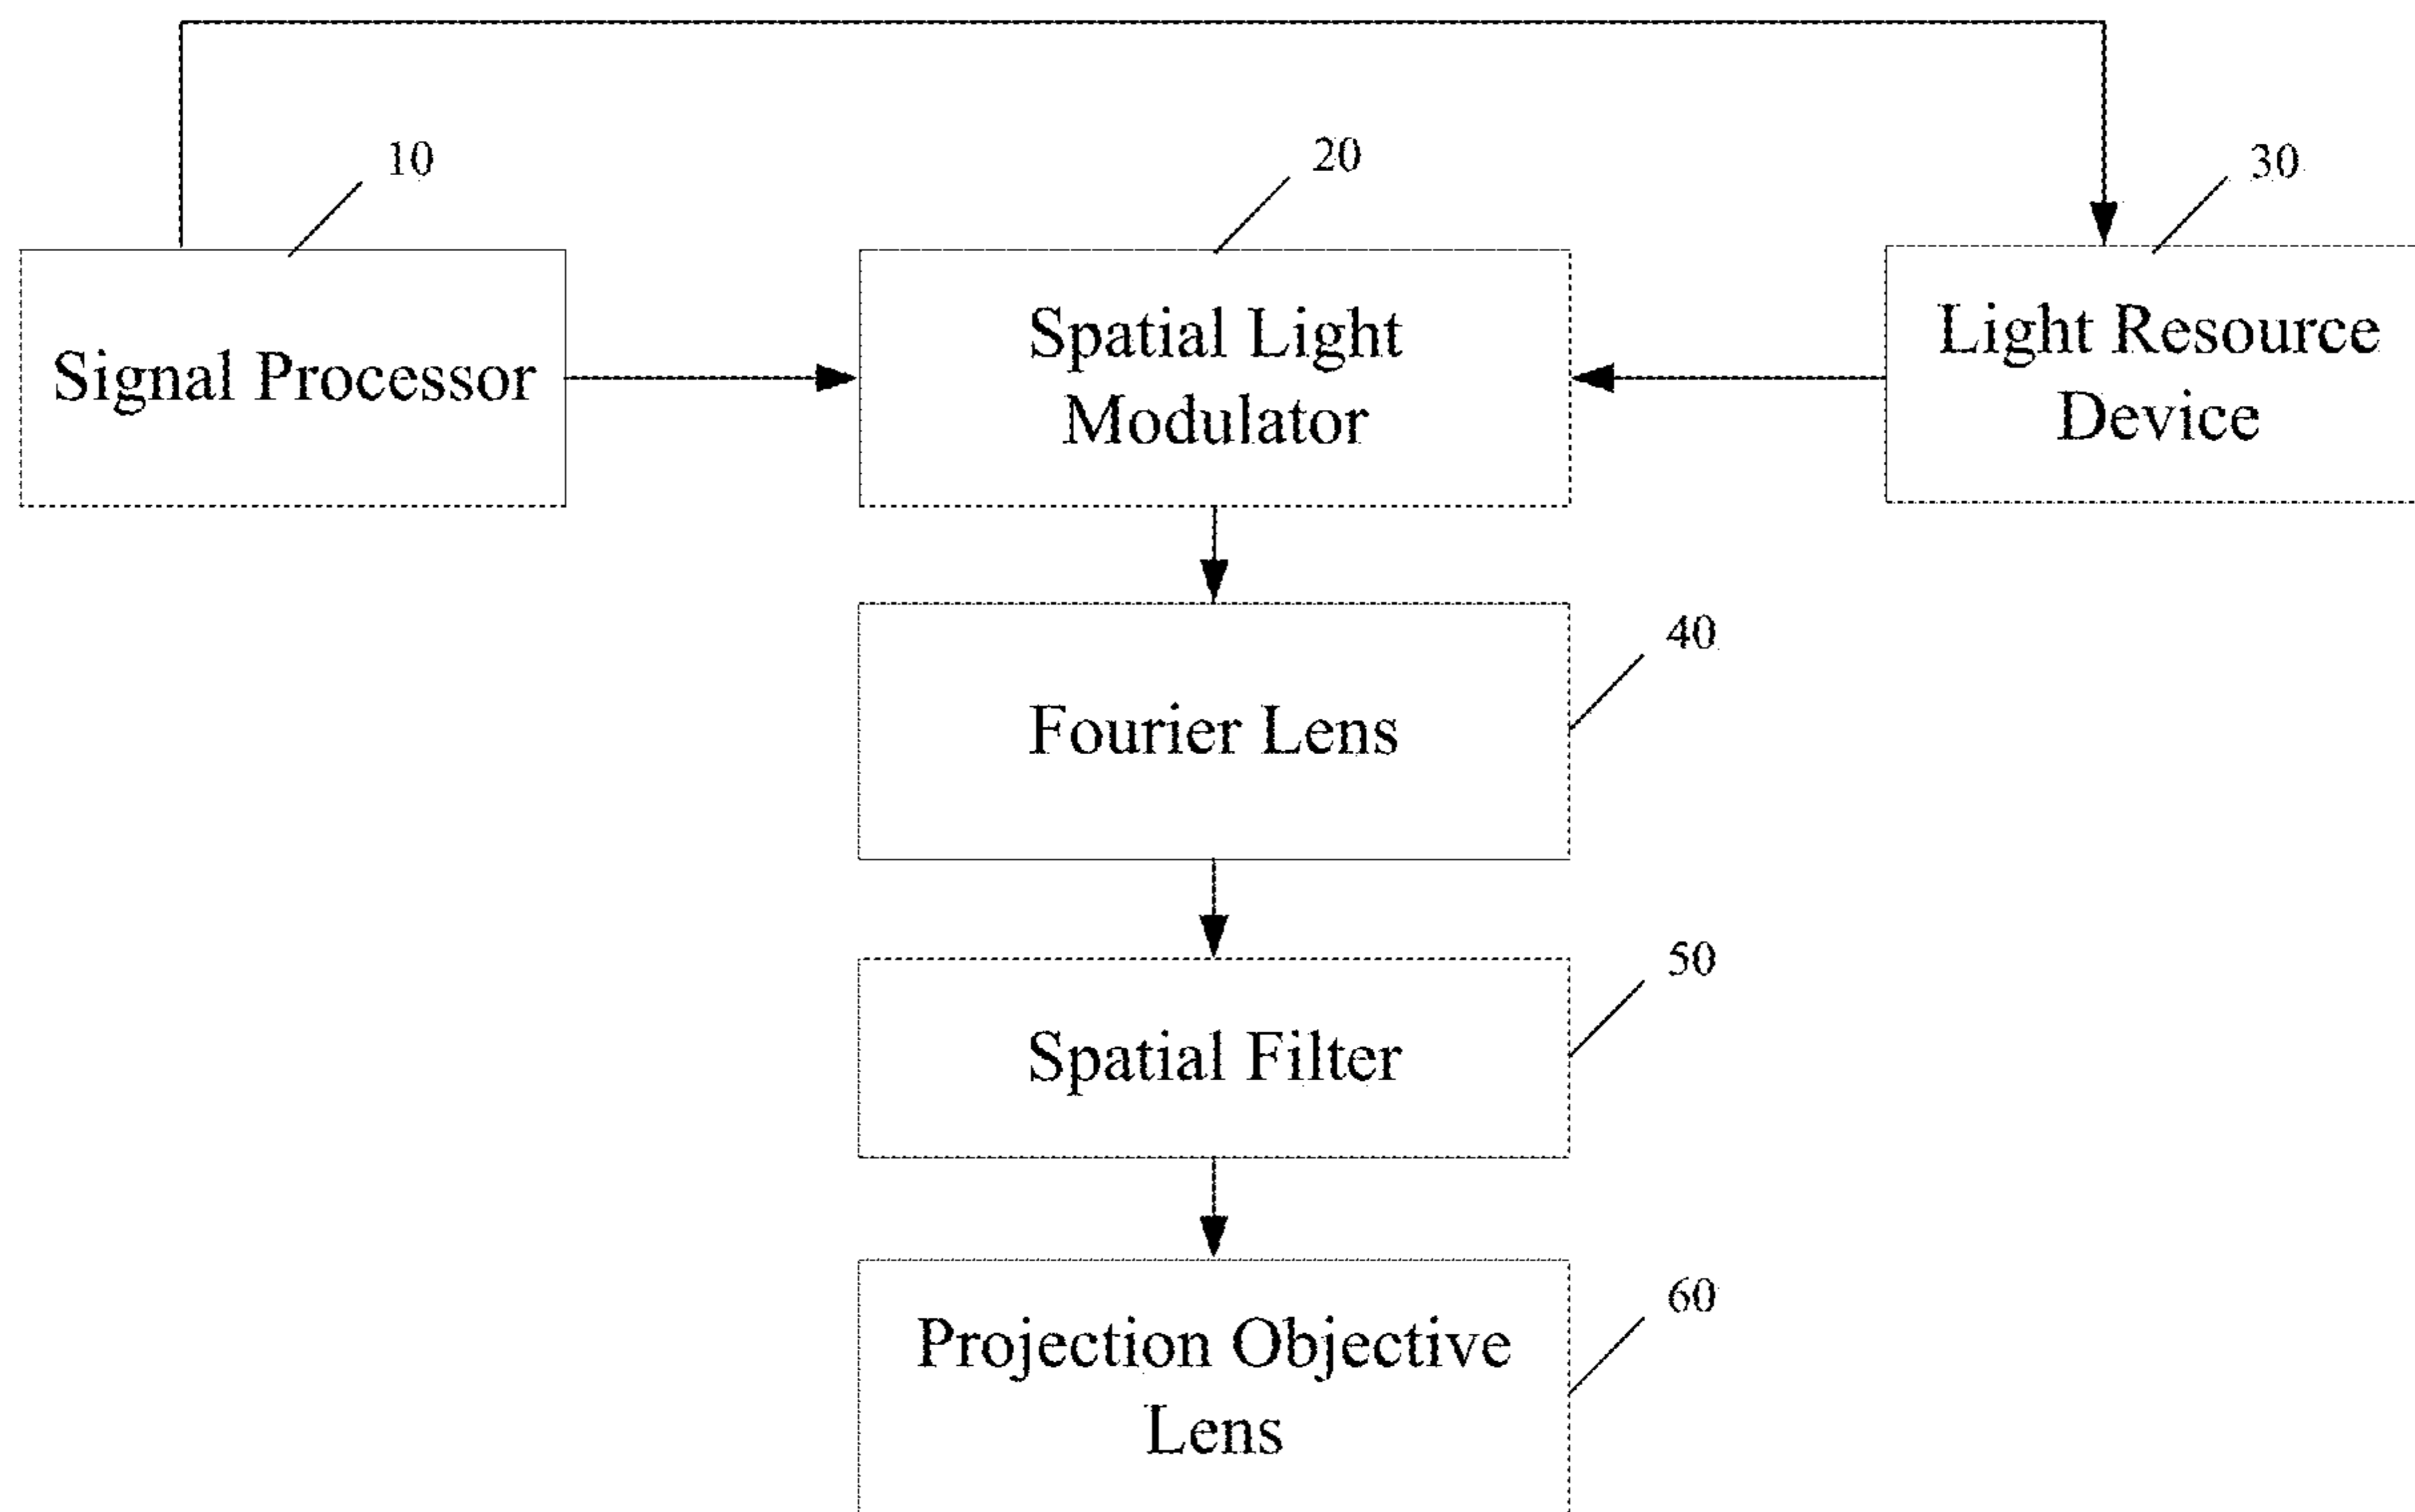 10
20
30
Signal Processor
Spatial Light
Modulator
Light Resource
Device
40
Fourier Lens
50
Spatial Filter
60
Projection Objective
Lens